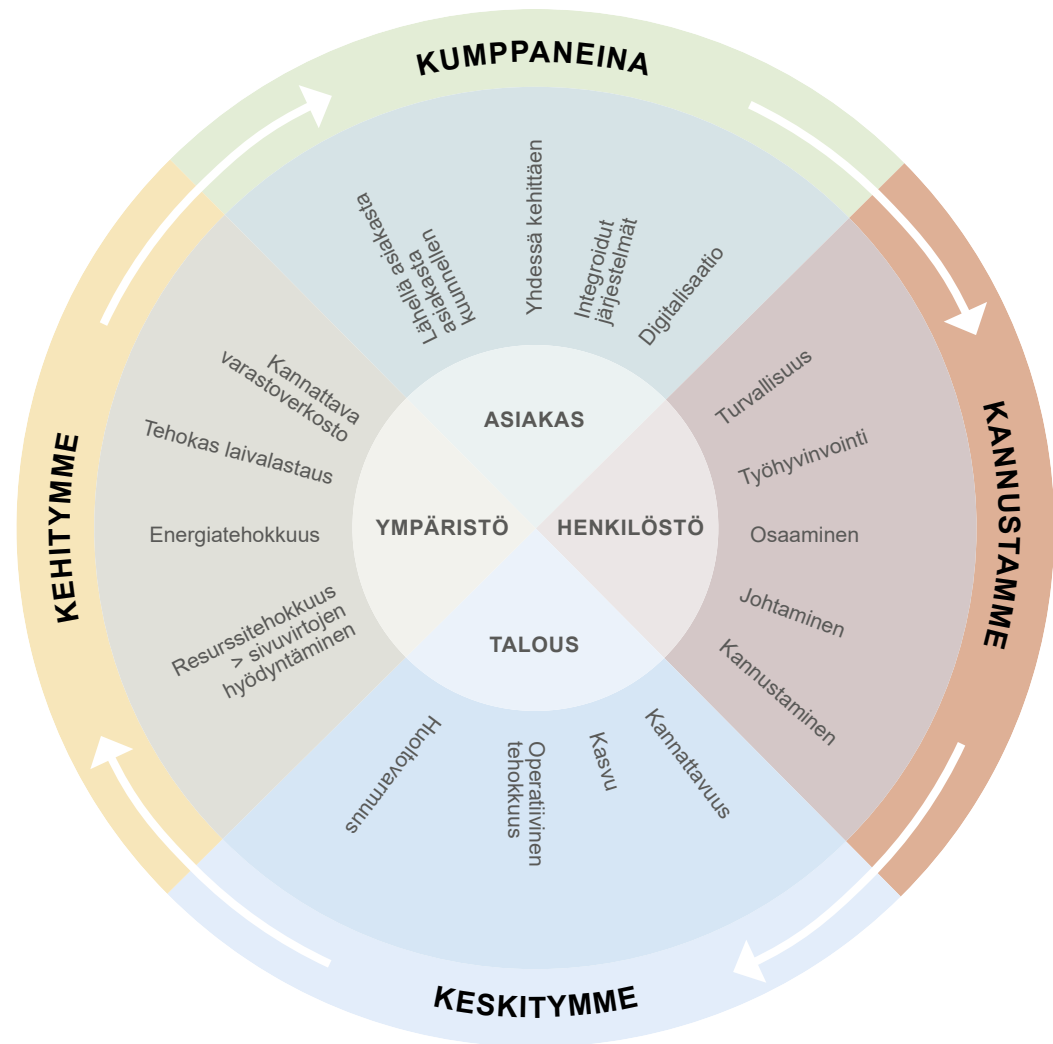 KUMPPANEINA
Lähellä asiakasta
asiakasta
kuunnellen
Yhdessä kehittäen
Integroidut
järjestelmät
Digitalisaatio
ASIAKAS
KANNUSTAMME
Turvallisuus
Työhyvinvointi
Osaaminen
Johtaminen
Kannustaminen
HENKILÖSTÖ
KESKITYMME
Kannattavuus
Kasvu
Operatiivinen
tehokkuus
Huoltovarmuus
TALOUS
KEHITYMME
Kannattava
varastoverkosto
Tehokas laivalastaus
Energiatehokkuus
Resurssitehokkuus
> sivuvirtojen
hyödyntäminen
YMPÄRISTÖ